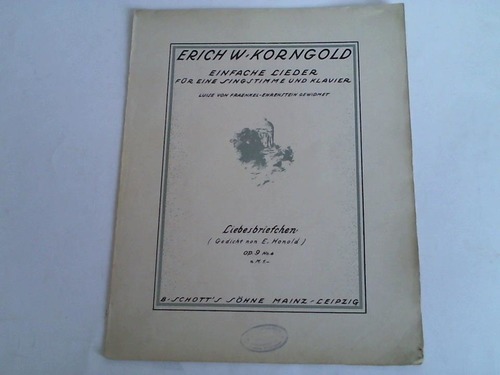 ERICH W. KORNGOLD
EINFACHE LIEDER
FÜR EINE SINGSTIMME UND KLAVIER
LUISE VON FRAENKEL-EHRENSTEIN GEWIDMET
Liebesbriefchen
(Gedicht von E. Honold)
op. 9 No. 4
M. 1.-
B. SCHOTT'S SÖHNE MAINZ-LEIPZIG